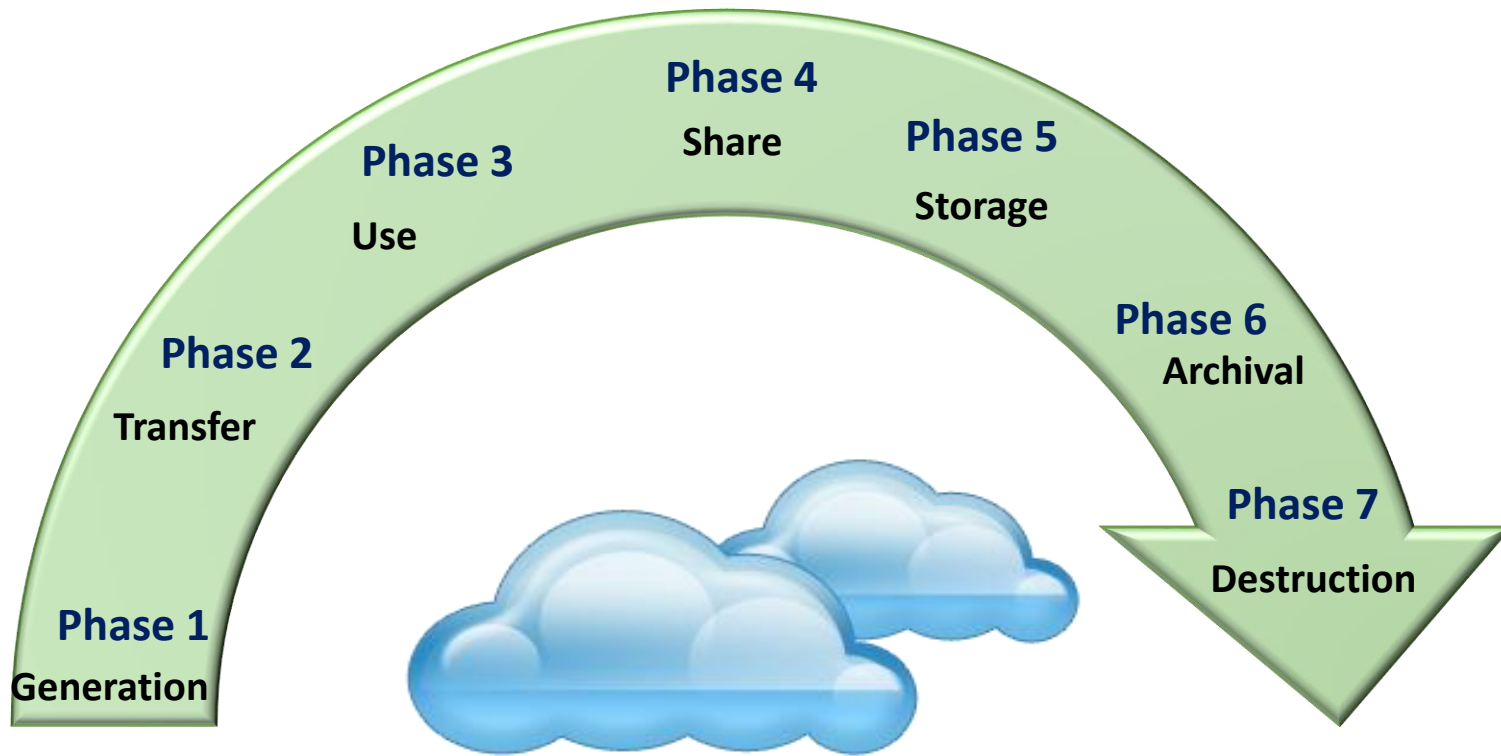 Phase 1
Generation
Phase 2
Transfer
Phase 3
Use
Phase 4
Share
Phase 5
Storage
Phase 6
Archival
Phase 7
Destruction